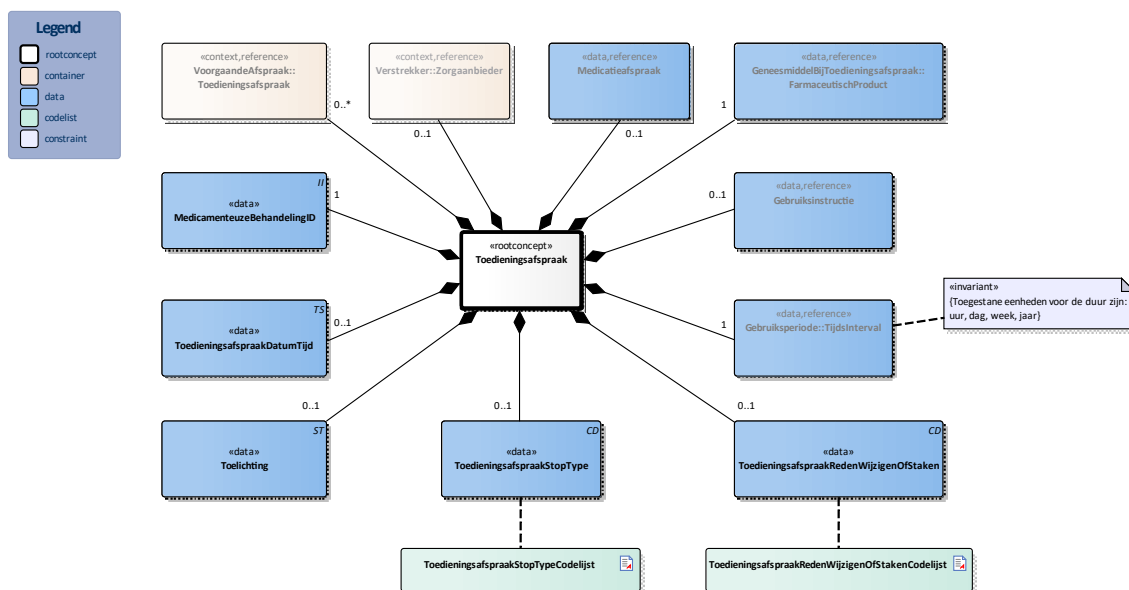 Legend
rootconcept
container
data
codelist
constraint
«context,reference»
VoorgaandeAfspraak::
Toedieningsafspraak
0..*
«context,reference»
Verstrekker::Zorgaanbieder
0..1
«data,reference»
Medicatieafspraak
0..1
«data,reference»
GeneesmiddelBijToedieningsafspraak::
FarmaceutischProduct
1
II
«data»
MedicamenteuzeBehandelingID
1
«data,reference»
Gebruiksinstructie
0..1
«rootconcept»
Toedieningsafspraak
TS
«data»
ToedieningsafspraakDatumTijd
0..1
«data,reference»
Gebruiksperiode::TijdsInterval
1
«invariant»
{Toegestane eenheden voor de duur zijn:
uur, dag, week, jaar}
ST
«data»
Toelichting
0..1
CD
«data»
ToedieningsafspraakStopType
0..1
CD
«data»
ToedieningsafspraakRedenWijzigenOfStaken
0..1
ToedieningsafspraakStopTypeCodelijst
ToedieningsafspraakRedenWijzigenOfStakenCodelijst